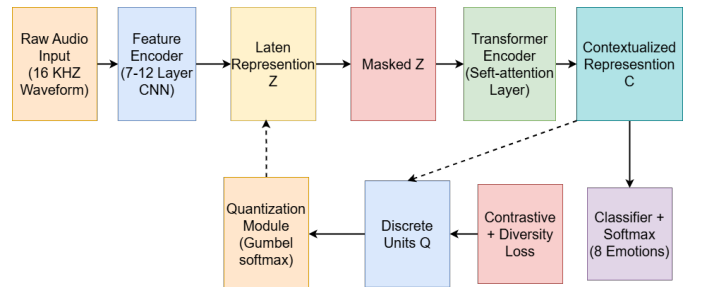 Raw Audio
Input
(16 KHZ
Waveform)
Feature
Encoder
(7-12 Layer
CNN)
Laten
Represention
Z
Masked Z
Transformer
Encoder
(Seft-attention
Layer)
Contextualized
Represesntion
C
Quantization
Module
(Gumbel
softmax)
Discrete
Units Q
Contrastive
+ Diversity
Loss
Classifier +
Softmax
(8 Emotions)